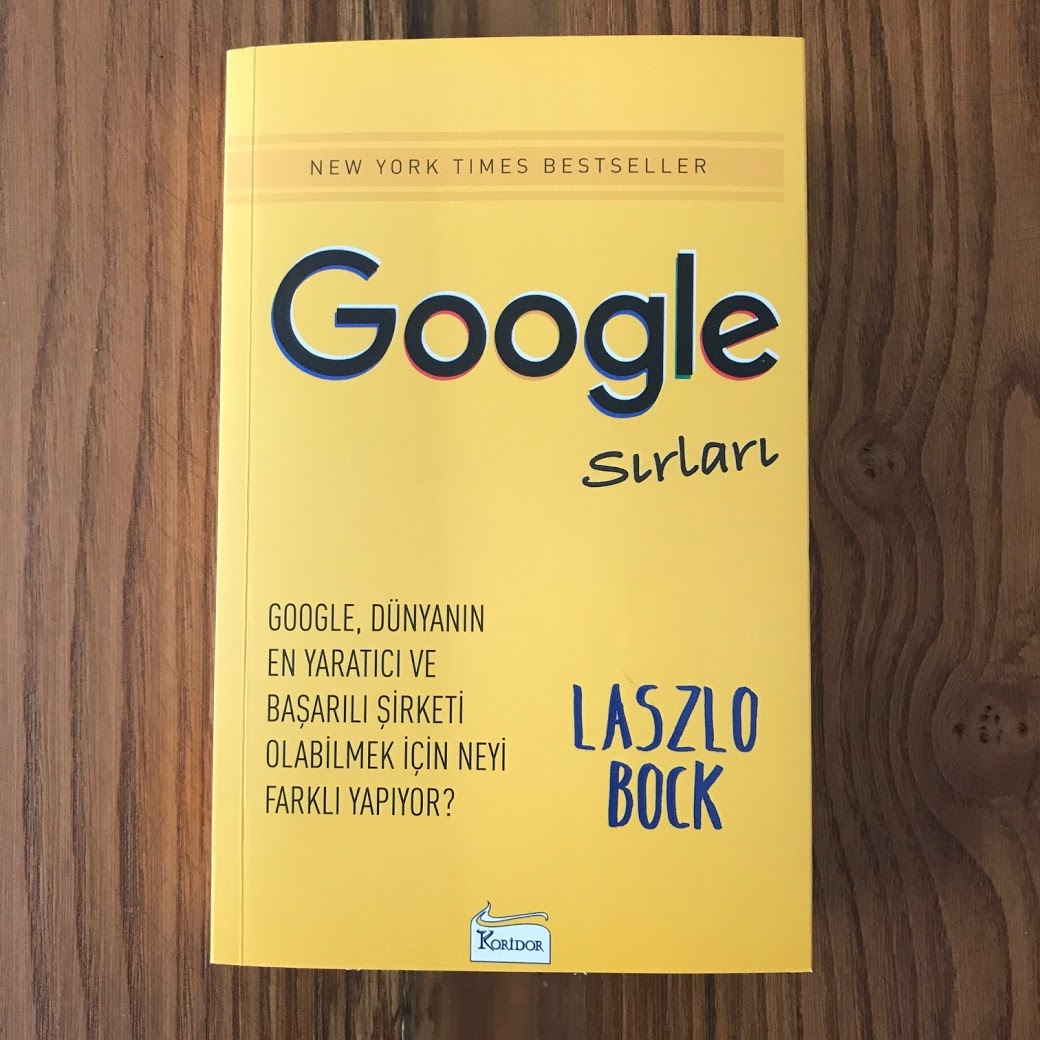 NEW YORK TIMES BESTSELLER
Google
sırları
GOOGLE, DÜNYANIN
EN YARATICI VE
BAŞARILI ŞİRKETİ
OLABİLMEK İÇİN NEYİ
FARKLI YAPIYOR?
LASZLO
BOCK
KORİDOR